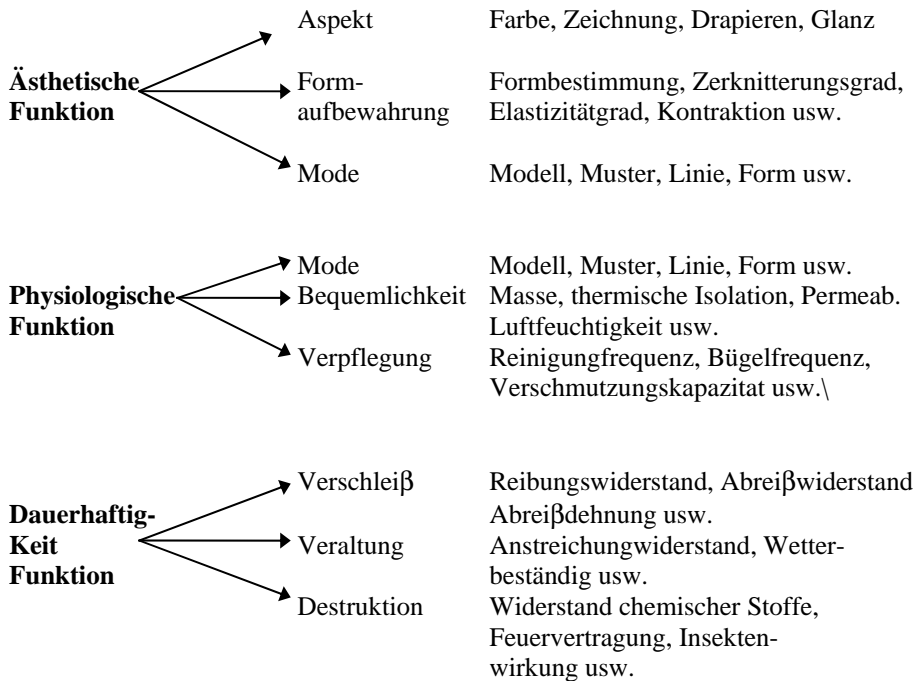 Aspekt Farbe, Zeichnung, Drapieren, Glanz
Ästhetische Form- Formbestimmung, Zerknitterungsgrad,
Funktion aufbewahrung Elastizitätgrad, Kontraktion usw.
Mode Modell, Muster, Linie, Form usw.
Mode Modell, Muster, Linie, Form usw.
Physiologische Bequemlichkeit Masse, thermische Isolation, Permeab.
Funktion Luftfeuchtigkeit usw.
Verpflegung Reinigungfrequenz, Bügelfrequenz,
Verschmutzungskapazitat usw.\
Verschleiβ Reibungswiderstand, Abreiβwiderstand
Dauerhaftig- Abreiβdehnung usw.
Keit Veraltung Anstreichungwiderstand, Wetter-
Funktion beständig usw.
Destruktion Widerstand chemischer Stoffe,
Feuervertragung, Insekten-
wirkung usw.